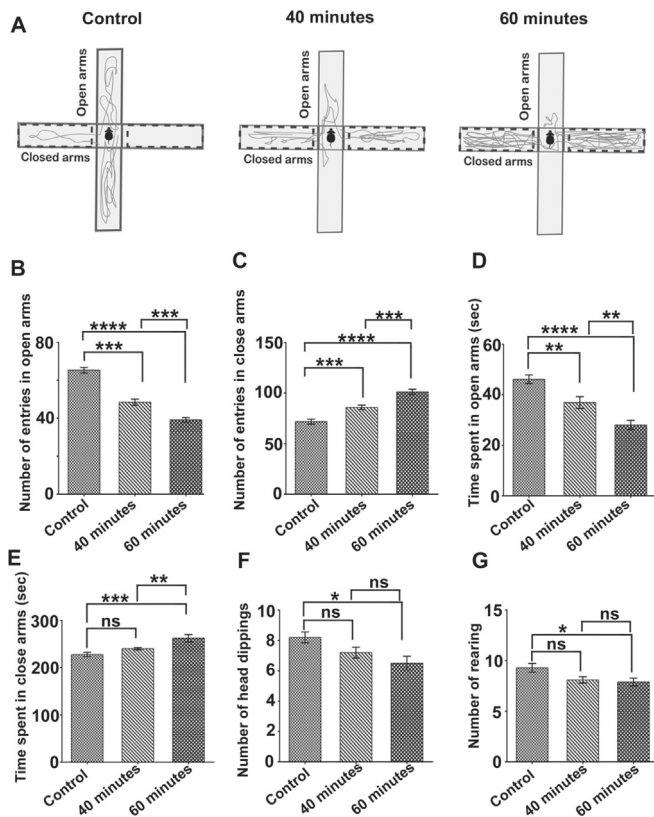 Control 40 minutes 60 minutes
A
Open arms
Closed arms
Open arms
Closed arms
Open arms
Closed arms
B
Number of entries in open arms
80
60
40
20
0
****
***
***
Control
40 minutes
60 minutes
C
Number of entries in close arms
150
100
50
0
***
****
***
Control
40 minutes
60 minutes
D
Time spent in open arms (sec)
60
40
20
0
**
****
**
Control
40 minutes
60 minutes
E
Time spent in close arms (sec)
300
200
100
0
**
***
ns
Control
40 minutes
60 minutes
F
Number of head dippings
12
10
8
6
4
2
0
ns
*
ns
Control
40 minutes
60 minutes
G
Number of rearing
15
10
5
0
ns
*
ns
Control
40 minutes
60 minutes